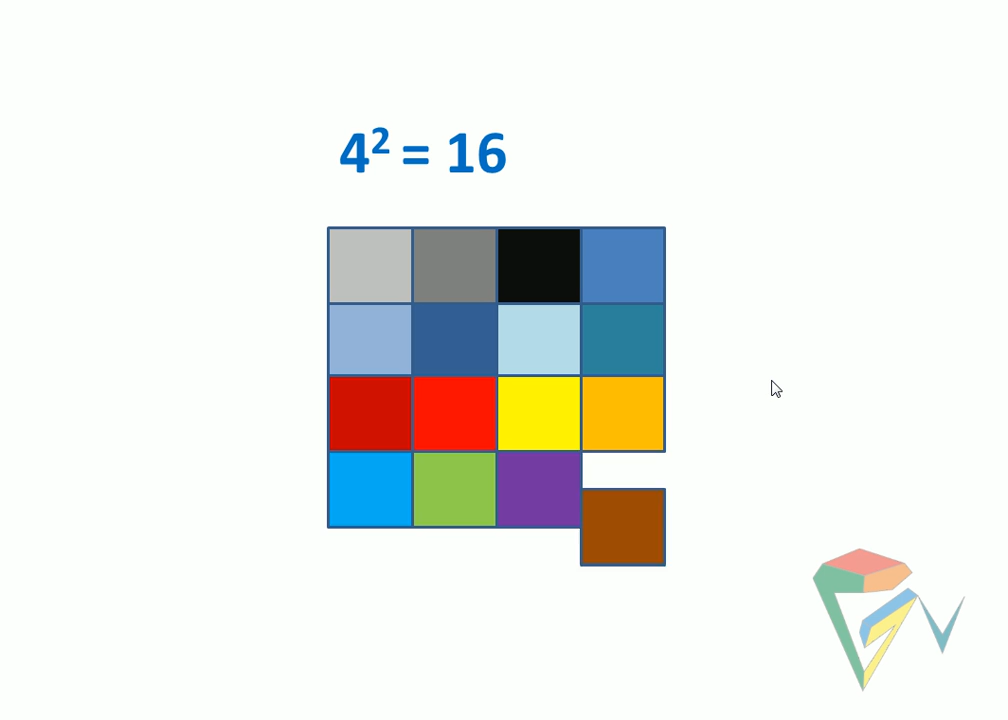 4² = 16